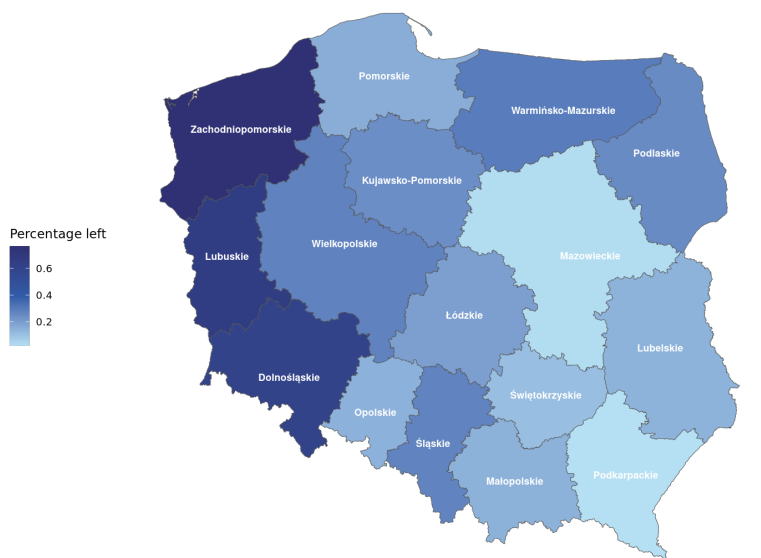 Pomorskie
Warmińsko-Mazurskie
Zachodniopomorskie
Podlaskie
Kujawsko-Pomorskie
Percentage left
Wielkopolskie
Lubuskie
Mazowieckie
0.6
0.4
0.2
Łódzkie
Lubelskie
Dolnośląskie
Świętokrzyskie
Opolskie
Śląskie
Małopolskie
Podkarpackie